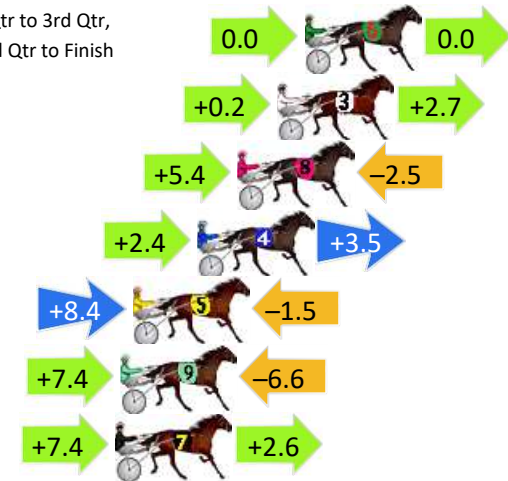 tr to 3rd Qtr,
Qtr to Finish
0.0 6 0.0
+0.2 3 +2.7
+5.4 8 –2.5
+2.4 4 +3.5
+8.4 5 –1.5
+7.4 9 –6.6
+7.4 7 +2.6